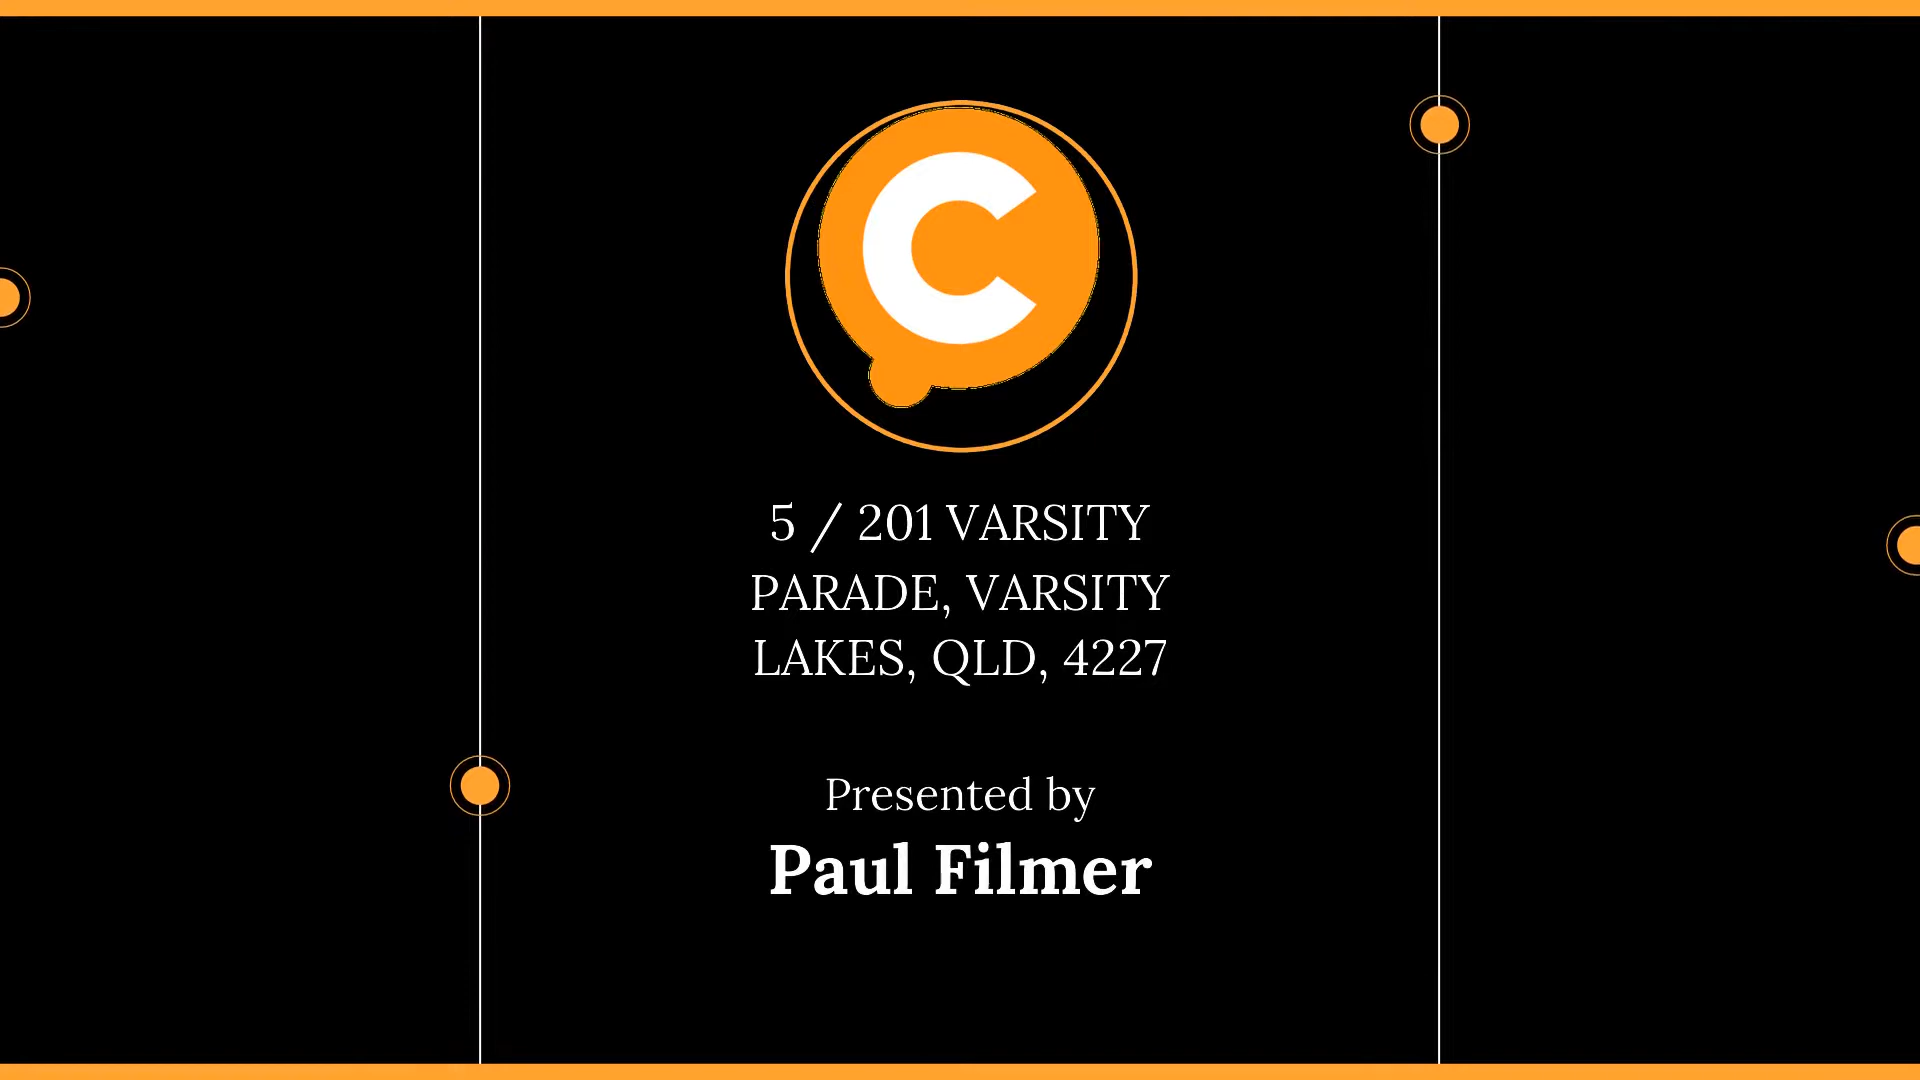 C
5 / 201 VARSITY
PARADE, VARSITY
LAKES, QLD, 4227
Presented by
Paul Filmer